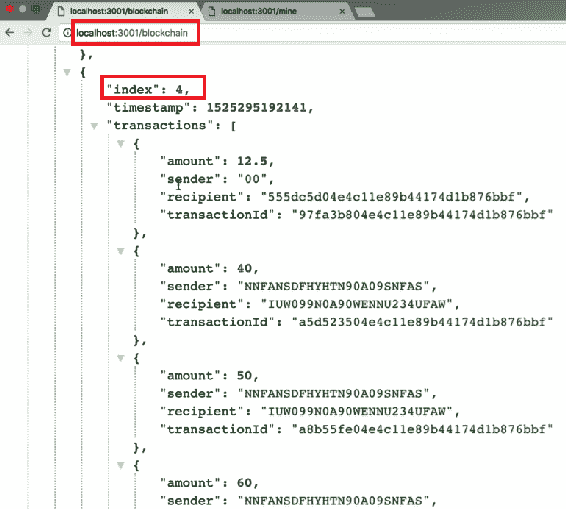 localhost:3001/blockchain
localhost:3001/mine
localhost:3001/blockchain
},
{
"index": 4,
"timestamp": 1525295192141,
"transactions": [
{
"amount": 12.5,
"sender": "00",
"recipient": "555dc5d04e4c11e89b44174d1b876bbf",
"transactionId": "97fa3b804e4c11e89b44174d1b876bbf"
},
{
"amount": 40,
"sender": "NNFANSDFHYHTN90A09SNFAS",
"recipient": "IUW099N0A90WENNU234UFAW",
"transactionId": "a5d523504e4c11e89b44174d1b876bbf"
},
{
"amount": 50,
"sender": "NNFANSDFHYHTN90A09SNFAS",
"recipient": "IUW099N0A90WENNU234UFAW",
"transactionId": "a8b55fe04e4c11e89b44174d1b876bbf"
},
{
"amount": 60,
"sender": "NNFANSDFHYHTN90A09SNFAS",